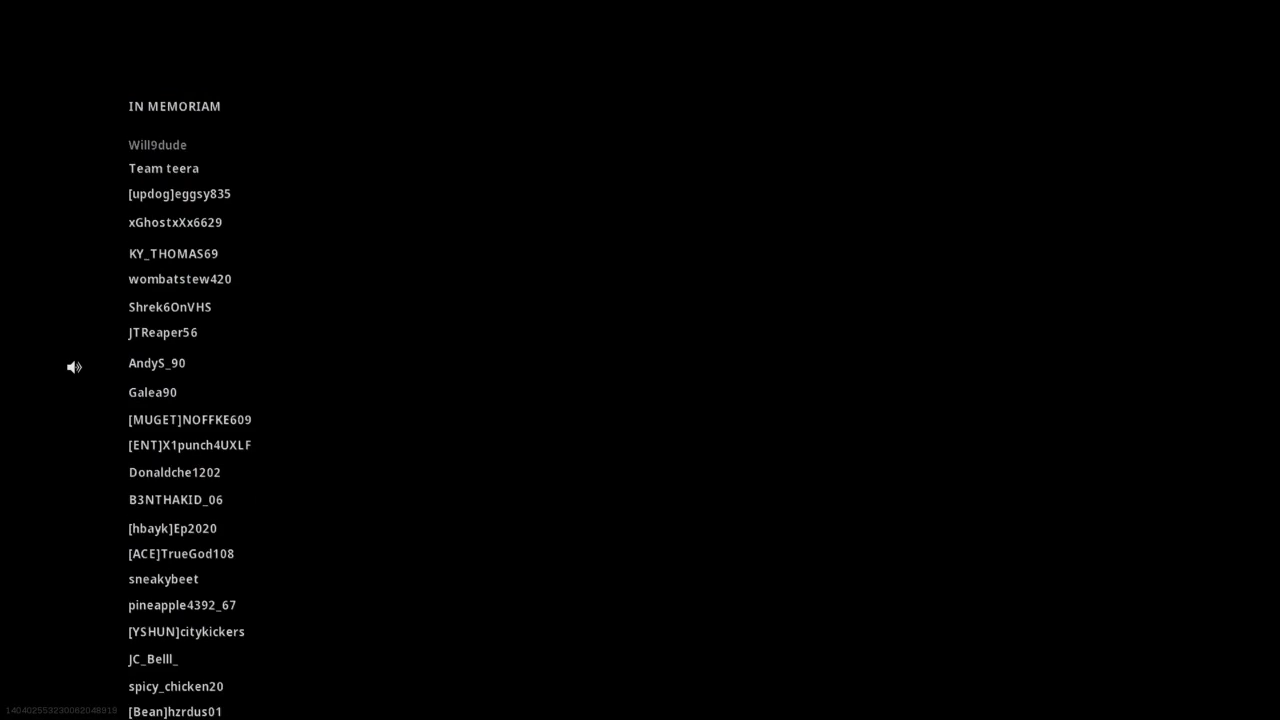 IN MEMORIAM
Will9dude
Team teera
[updog]eggsy835
xGhostxXx6629
KY_THOMAS69
wombatstew420
Shrek6OnVHS
JTReaper56
AndyS_90
Galea90
[MUGET]NOFFKE609
[ENT]X1punch4UXLF
Donaldche1202
B3NTHAKID_06
[hbayk]Ep2020
[ACE]TrueGod108
sneakybeet
pineapple4392_67
[YSHUN]citykickers
JC_Belll_
spicy_chicken20
[Bean]hzrdus01